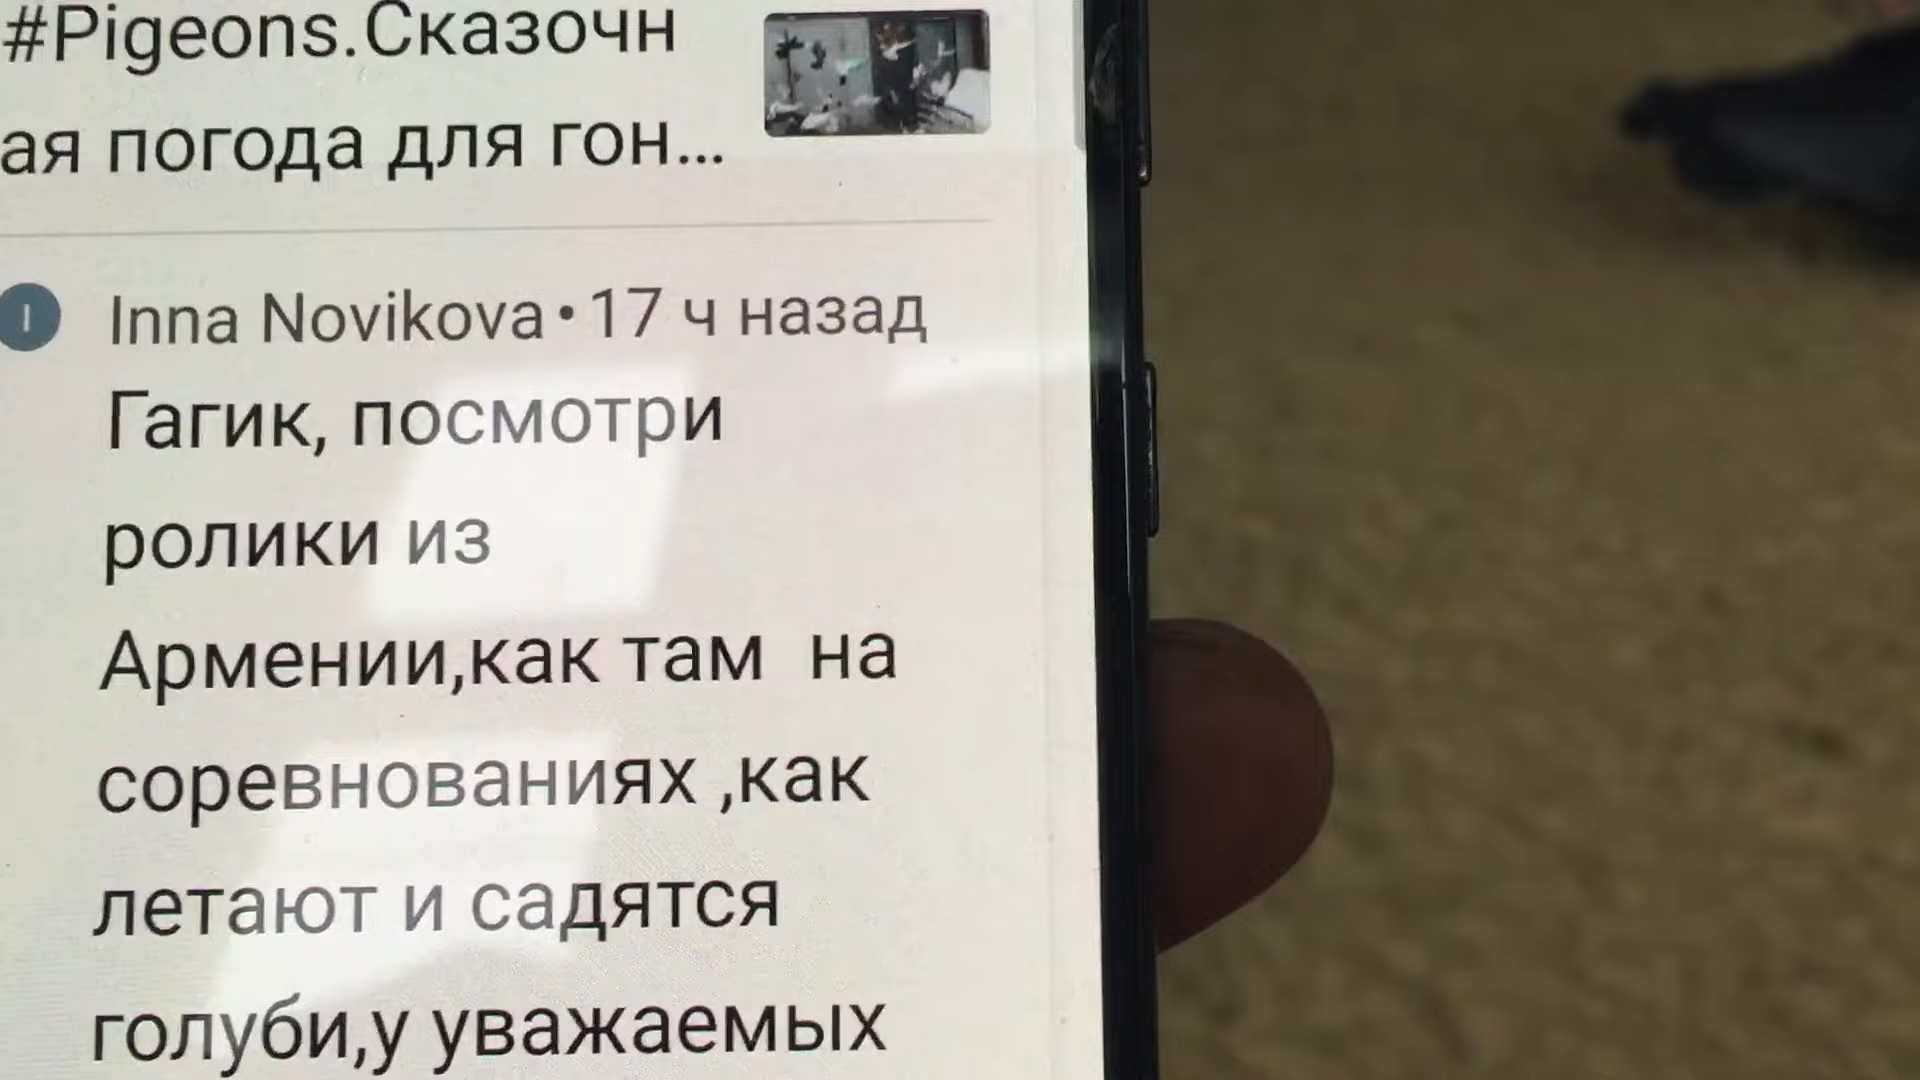 #Pigeons.Сказочн
ая погода для гон...
I
Inna Novikova • 17 ч назад
Гагик, посмотри
ролики из
Армении,как там на
соревнованиях ,как
летают и садятся
голуби,у уважаемых